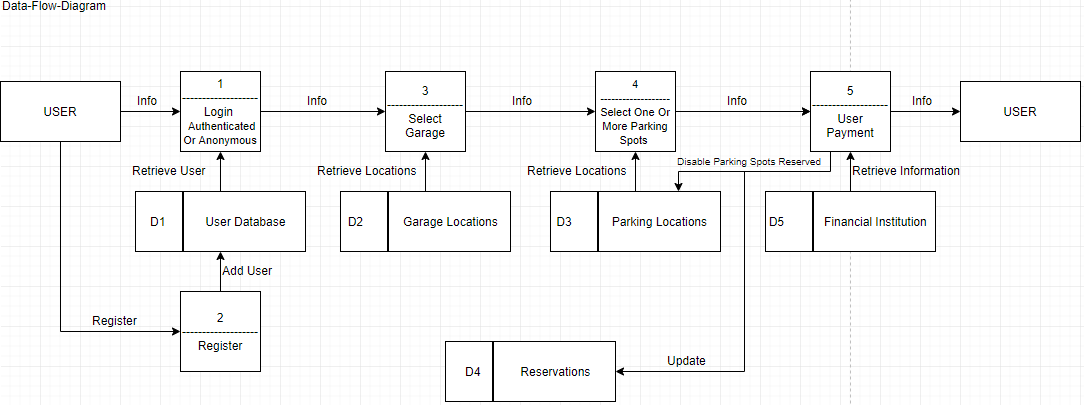 Data-Flow-Diagram
USER
Info
1
Login
Authenticated
Or Anonymous
Info
3
Select
Garage
Info
4
Select One Or
More Parking
Spots
Info
5
User
Payment
Info
USER
Retrieve User
Retrieve Locations
Retrieve Locations
Disable Parking Spots Reserved
Retrieve Information
D1
User Database
D2
Garage Locations
D3
Parking Locations
D5
Financial Institution
Add User
Register
2
Register
D4
Reservations
Update